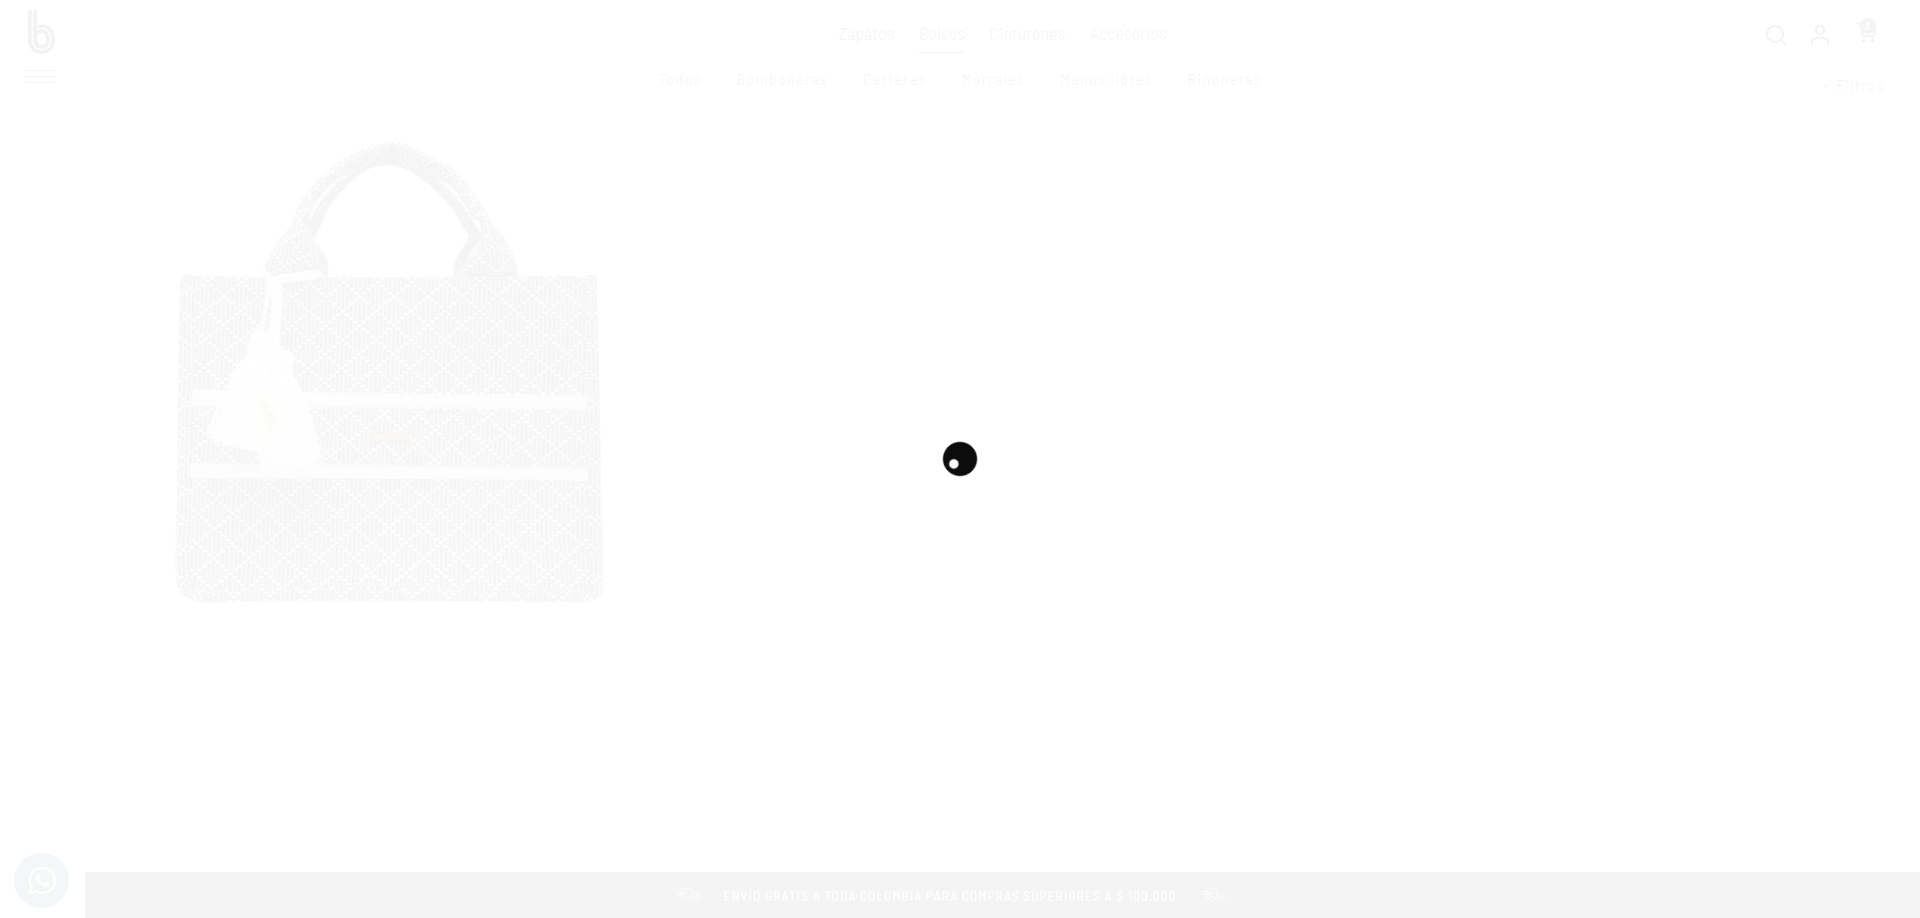 b
Zapatos Bolsos Cinturones Accesorios
Todos Bomboneras Carteras Morrales Manos libres Riñoneras
+ Filtros
ENVÍO GRATIS A TODA COLOMBIA PARA COMPRAS SUPERIORES A $ 100.000